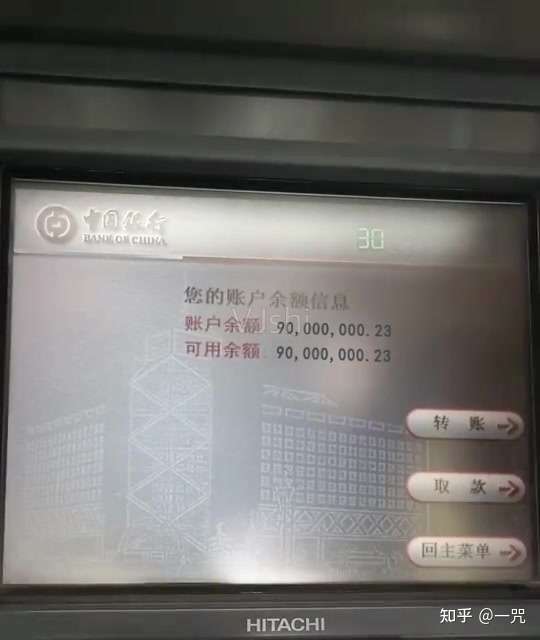 中国银行
BANK OF CHINA
30
您的账户余额信息
VJshi
账户余额 90,000,000.23
可用余额 90,000,000.23
转 账
取 款
回主菜单
HITACHI
知乎 @一咒